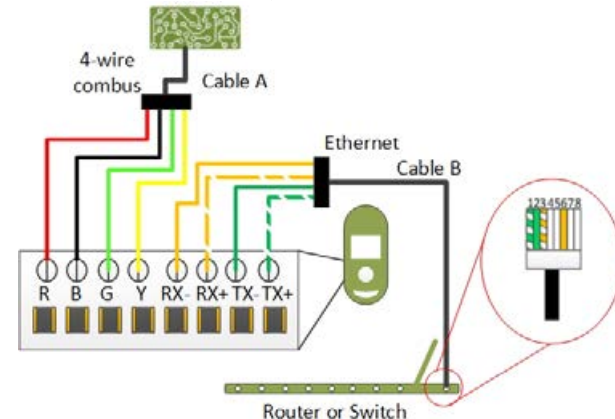 4-wire
combus
Cable A
Ethernet
Cable B
12345678
R B G Y RX- RX+ TX- TX+
Router or Switch